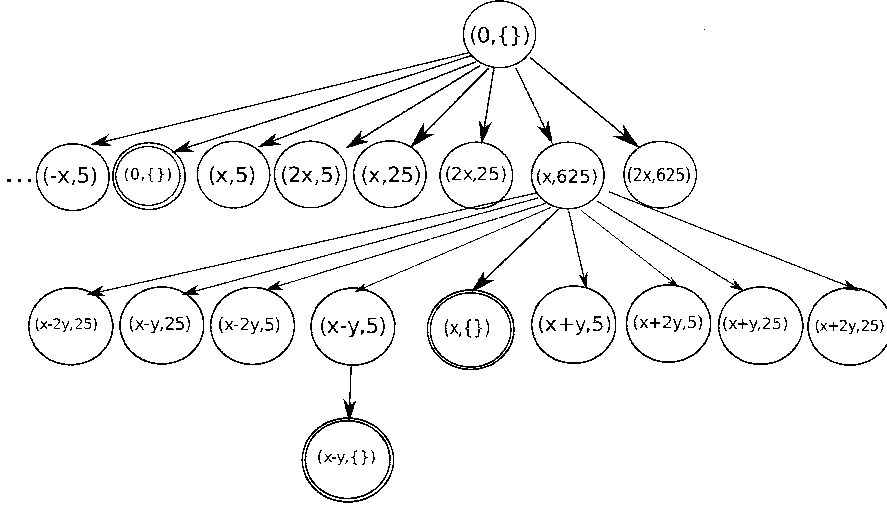 (0,{})
...(-x,5) (0,{}) (x,5) (2x,5) (x,25) (2x,25) (x,625) (2x,625)
(x-2y,25) (x-y,25) (x-2y,5) (x-y,5) (x,{}) (x+y,5) (x+2y,5) (x+y,25) (x+2y,25)
(x-y,{})